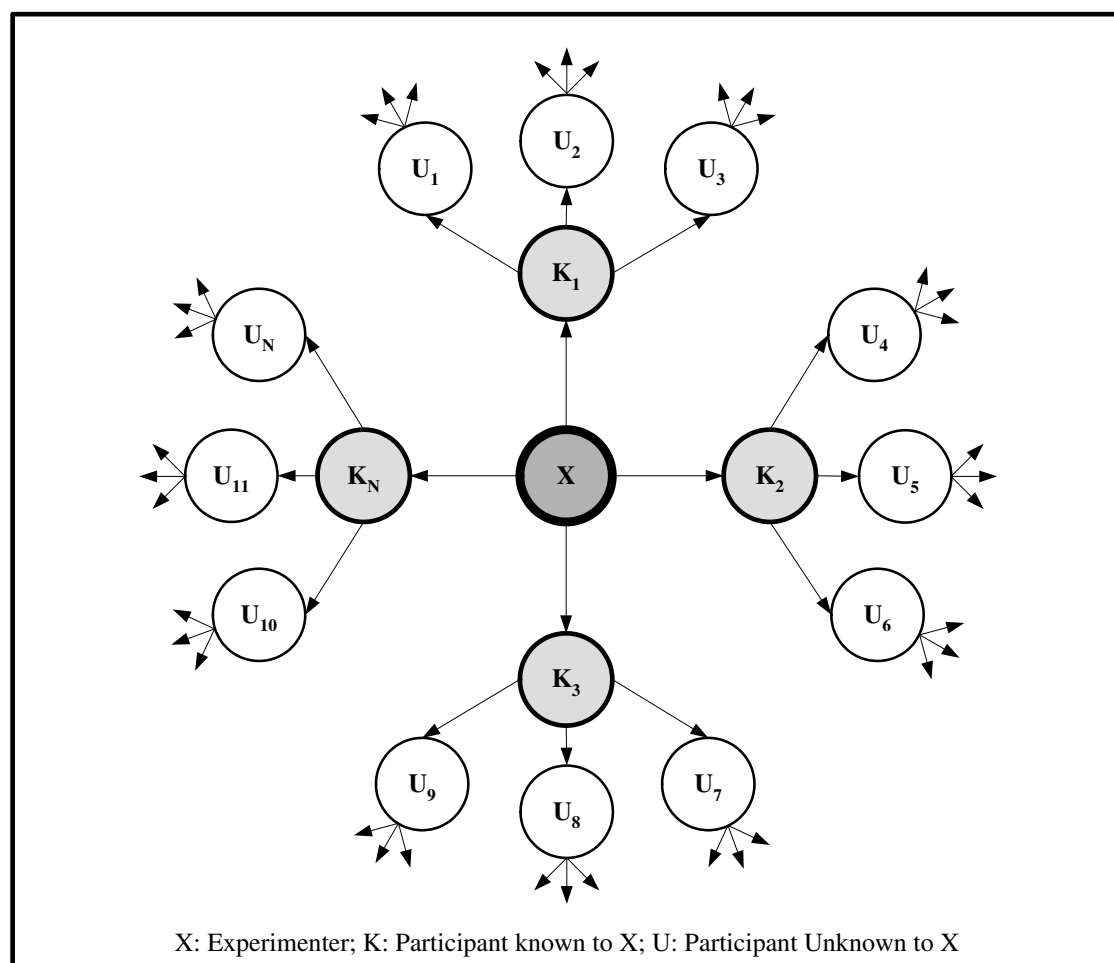 U2
U1
U3
K1
UN
U4
U11
KN
X
K2
U5
U10
U6
K3
U9
U7
U8
X: Experimenter; K: Participant known to X; U: Participant Unknown to X